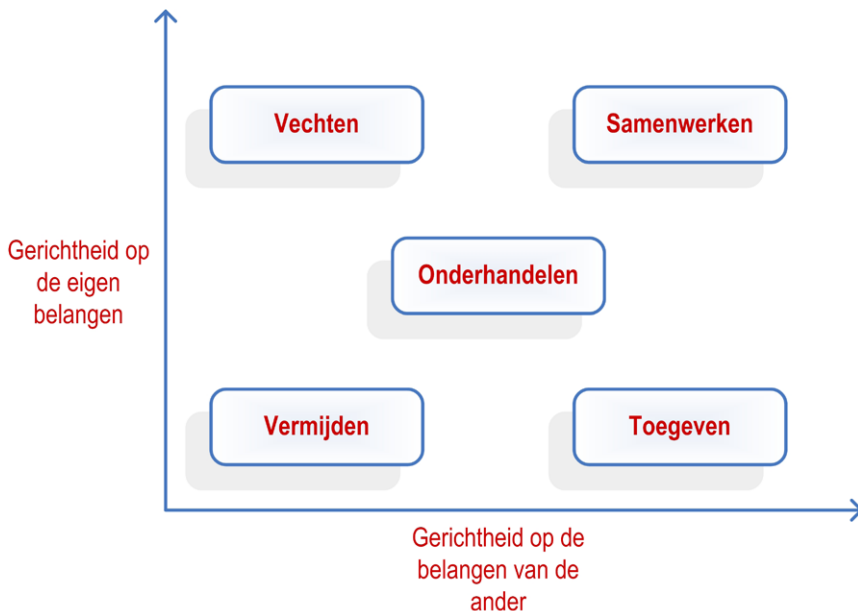 Vechten
Samenwerken
Gerichtheid op
de eigen
belangen
Onderhandelen
Vermijden
Toegeven
Gerichtheid op de
belangen van de
ander